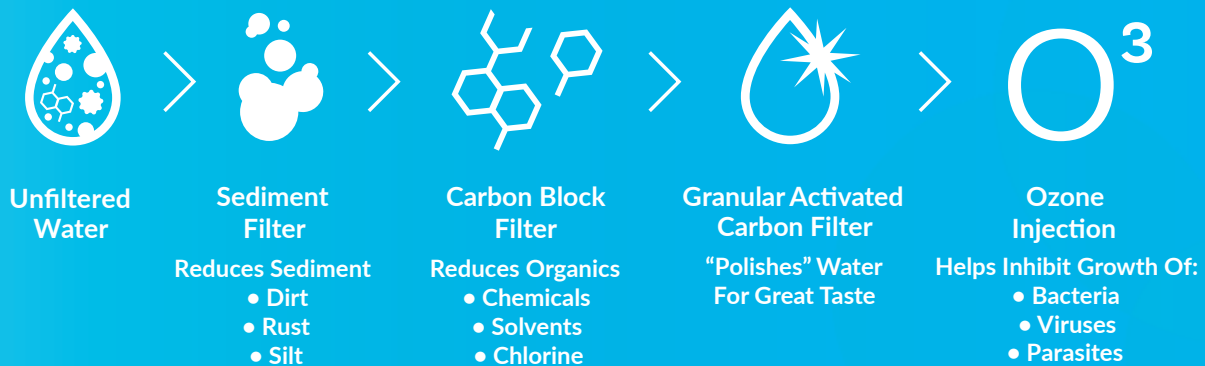 Unfiltered
Water
Sediment
Filter
Reduces Sediment
• Dirt
• Rust
• Silt
Carbon Block
Filter
Reduces Organics
• Chemicals
• Solvents
• Chlorine
Granular Activated
Carbon Filter
“Polishes” Water
For Great Taste
O³
Ozone
Injection
Helps Inhibit Growth Of:
• Bacteria
• Viruses
• Parasites